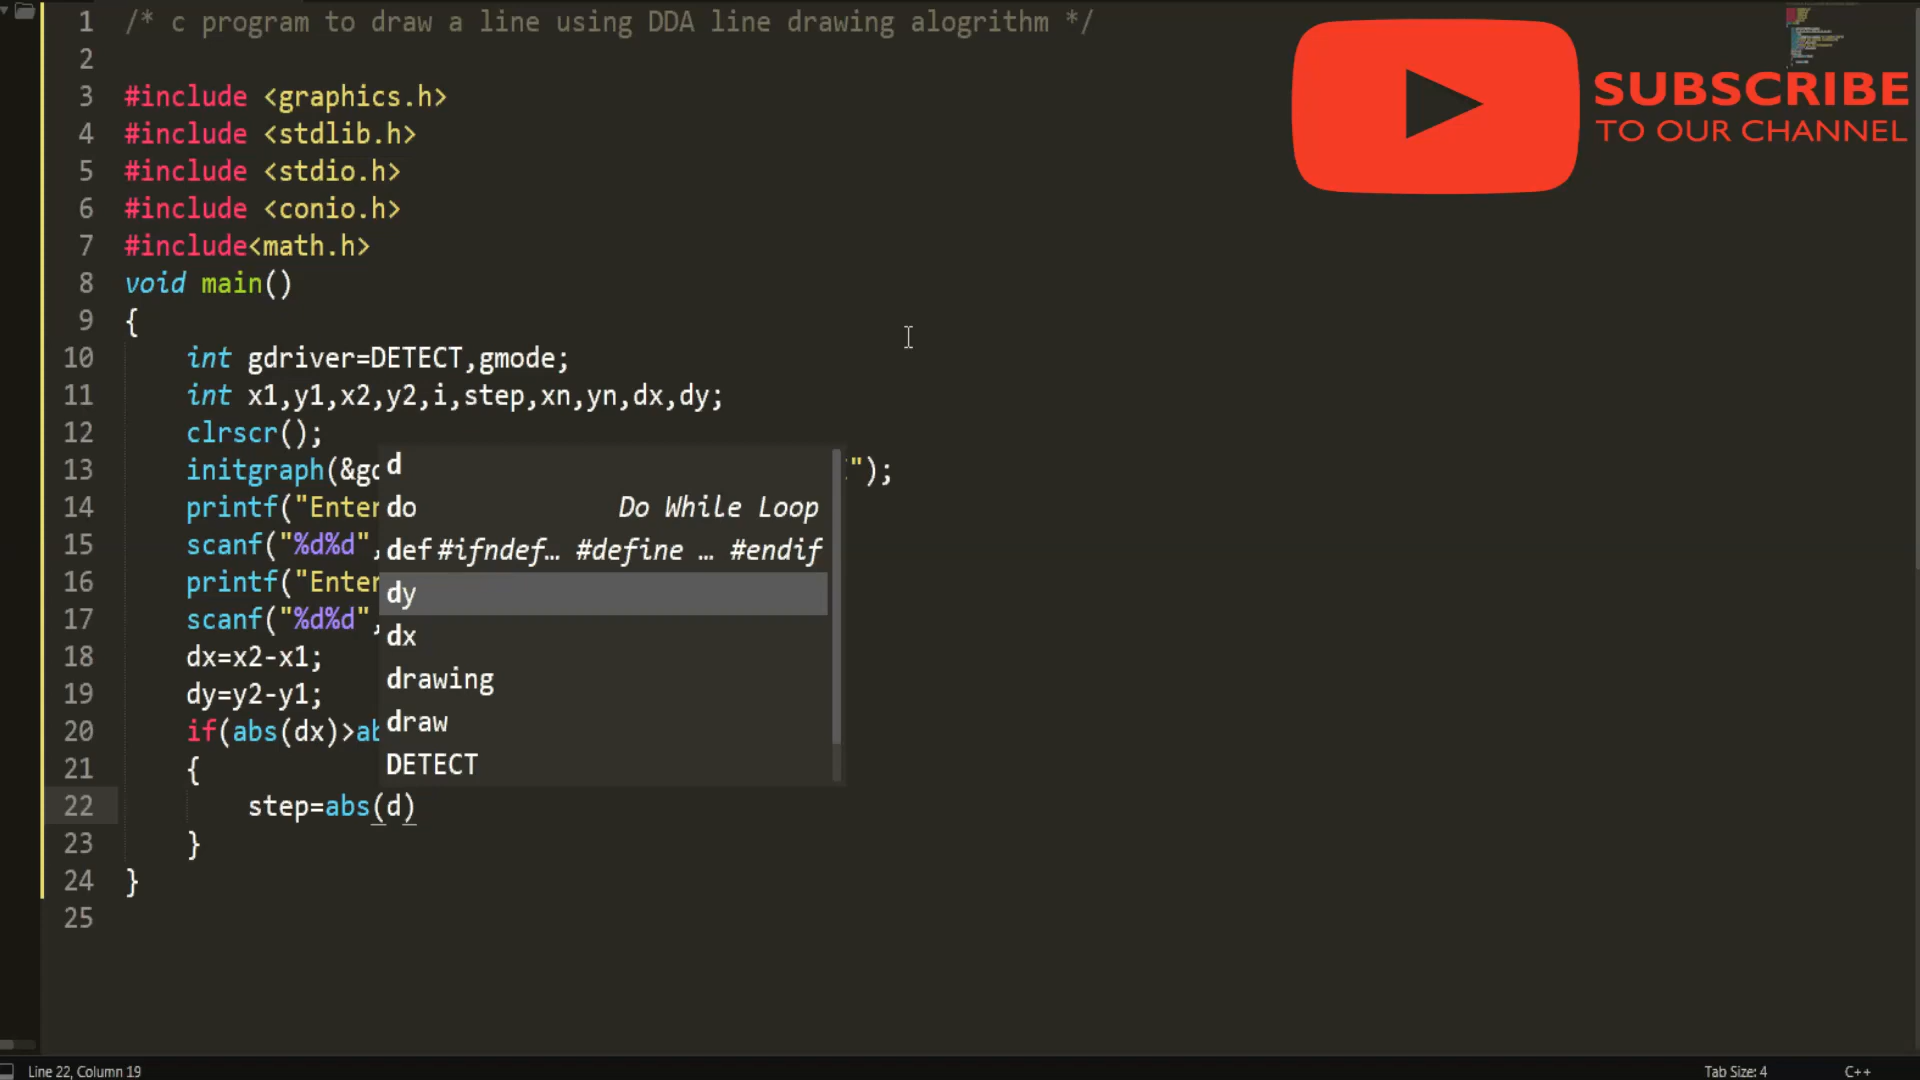 1 /* c program to draw a line using DDA line drawing alogrithm */
2
3 #include <graphics.h>
4 #include <stdlib.h>
5 #include <stdio.h>
6 #include <conio.h>
7 #include<math.h>
8 void main()
9 {
10 int gdriver=DETECT,gmode;
11 int x1,y1,x2,y2,i,step,xn,yn,dx,dy;
12 clrscr();
13 initgraph(&gd ");
14 printf("Enter
15 scanf("%d%d",
16 printf("Enter
17 scanf("%d%d",
18 dx=x2-x1;
19 dy=y2-y1;
20 if(abs(dx)>ab
21 {
22 step=abs(d)
23 }
24 }
25
d
do Do While Loop
def #ifndef… #define … #endif
dy
dx
drawing
draw
DETECT
SUBSCRIBE
TO OUR CHANNEL
Line 22, Column 19
Tab Size: 4
C++